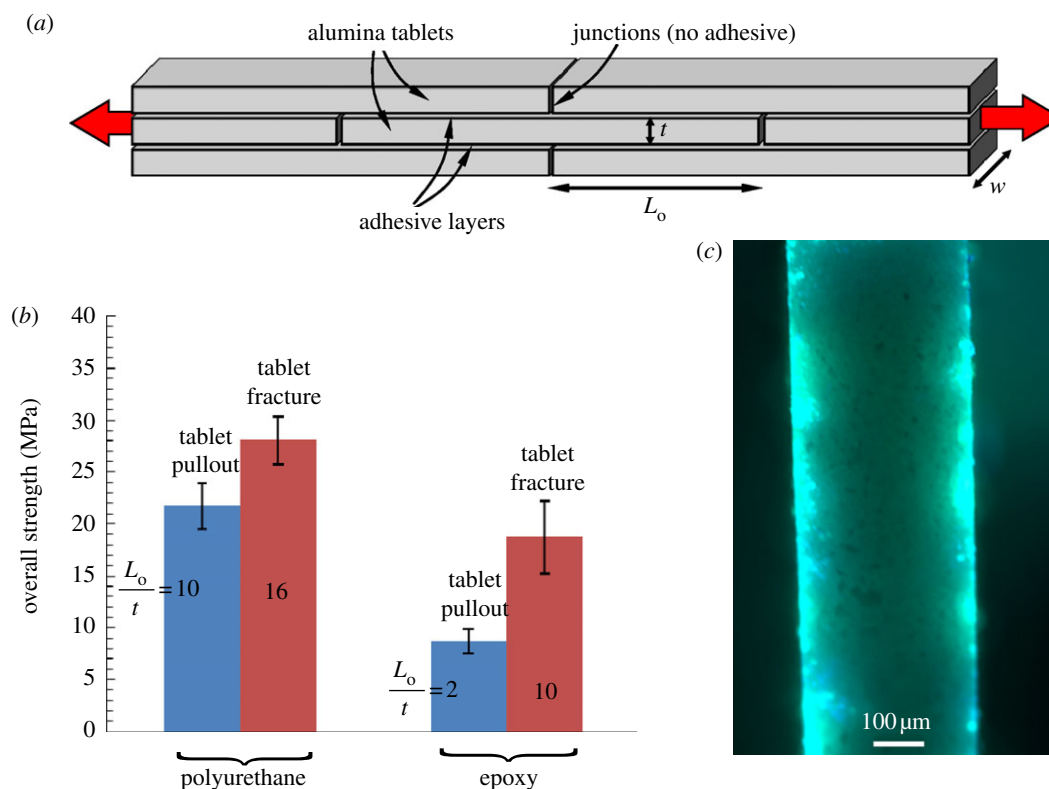 (a)
alumina tablets
junctions (no adhesive)
t
adhesive layers
Lo
w
(b)
overall strength (MPa)
40
35
30
25
20
15
10
5
0
tablet
pullout
tablet
fracture
tablet
pullout
tablet
fracture
Lo/t = 10
16
Lo/t = 2
10
polyurethane
epoxy
(c)
100 µm